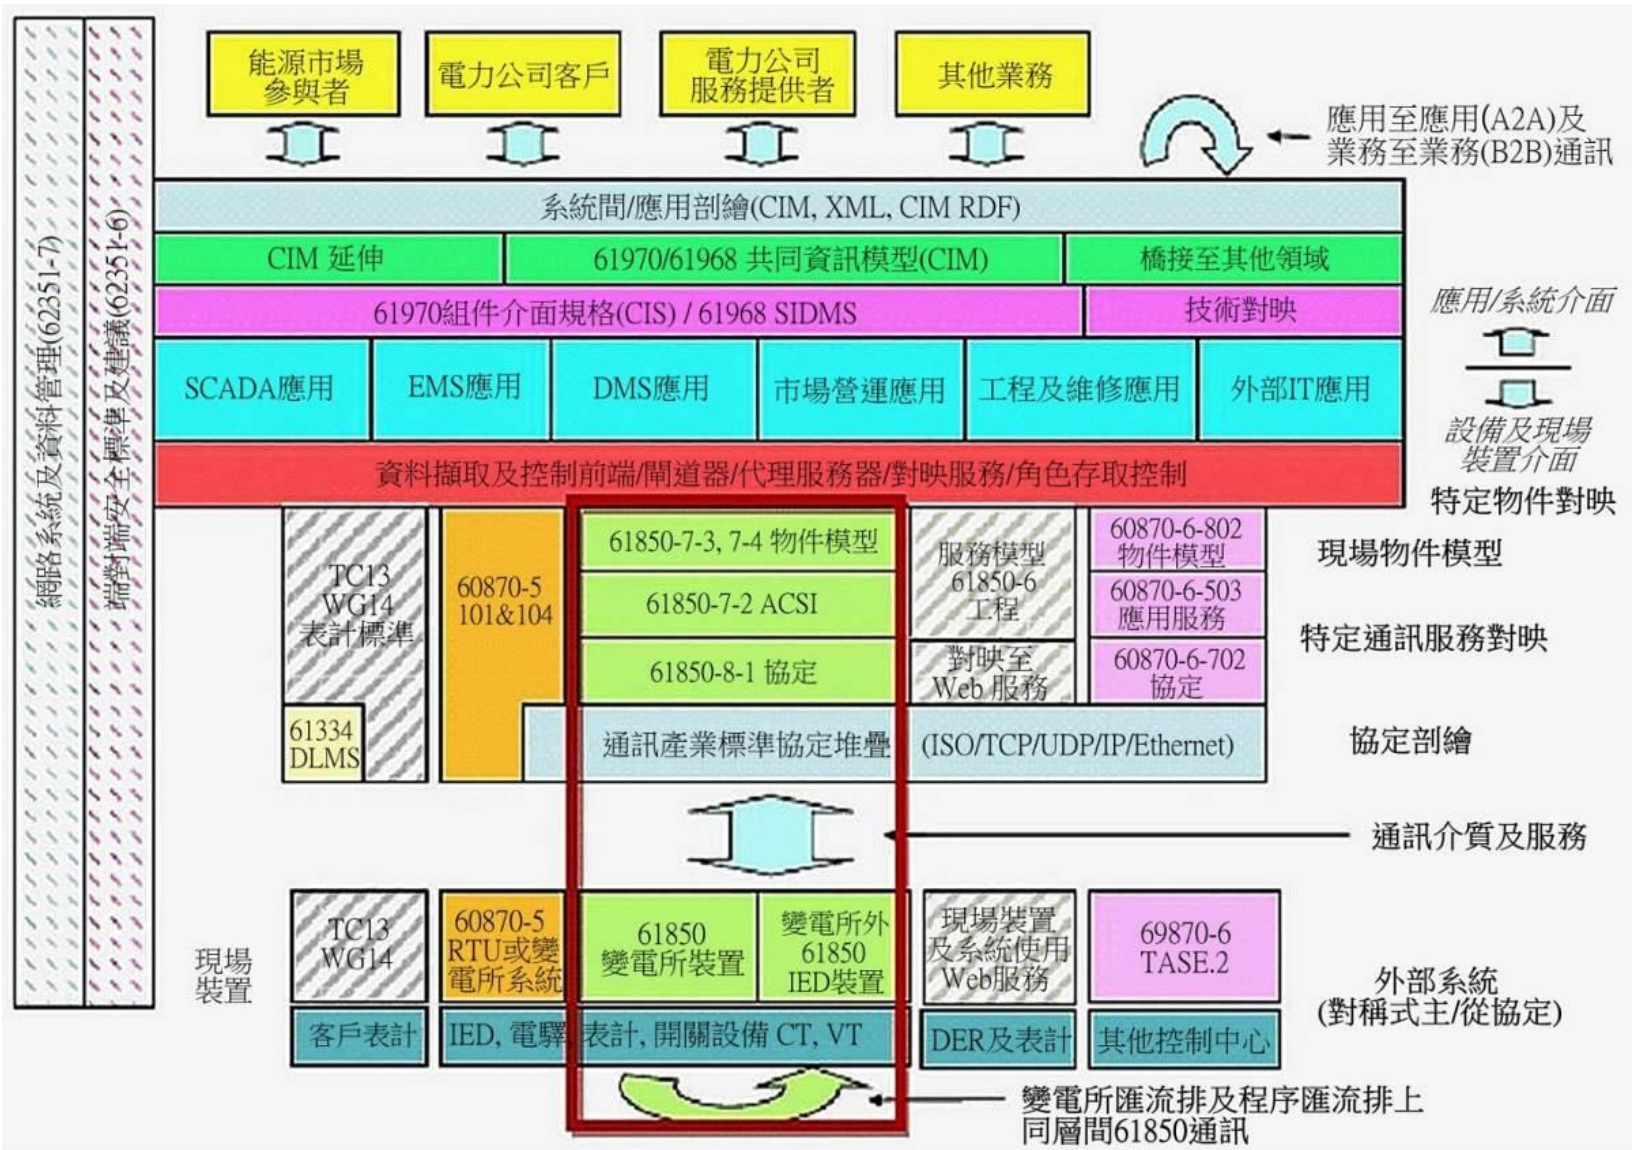 能源市場
參與者
電力公司客戶
電力公司
服務提供者
其他業務
應用至應用(A2A)及
業務至業務(B2B)通訊
網路系統及資料管理(62351-7)
端對端安全標準及建議(62351-6)
系統間/應用剖繪(CIM, XML, CIM RDF)
CIM 延伸
61970/61968 共同資訊模型(CIM)
橋接至其他領域
61970組件介面規格(CIS) / 61968 SIDMS
技術對映
應用/系統介面
SCADA應用
EMS應用
DMS應用
市場營運應用
工程及維修應用
外部IT應用
設備及現場
裝置介面
資料擷取及控制前端/閘道器/代理服務器/對映服務/角色存取控制
特定物件對映
TC13
WG14
表計標準
60870-5
101&104
61850-7-3, 7-4 物件模型
61850-7-2 ACSI
61850-8-1 協定
服務模型
61850-6
工程
對映至
Web 服務
60870-6-802
物件模型
60870-6-503
應用服務
60870-6-702
協定
現場物件模型
特定通訊服務對映
61334
DLMS
通訊產業標準協定堆疊 (ISO/TCP/UDP/IP/Ethernet)
協定剖繪
通訊介質及服務
現場
裝置
TC13
WG14
60870-5
RTU或變
電所系統
61850
變電所裝置
變電所外
61850
IED裝置
現場裝置
及系統使用
Web服務
69870-6
TASE.2
外部系統
(對稱式主/從協定)
客戶表計
IED, 電驛, 表計, 開關設備 CT, VT
DER及表計
其他控制中心
變電所匯流排及程序匯流排上
同層間61850通訊